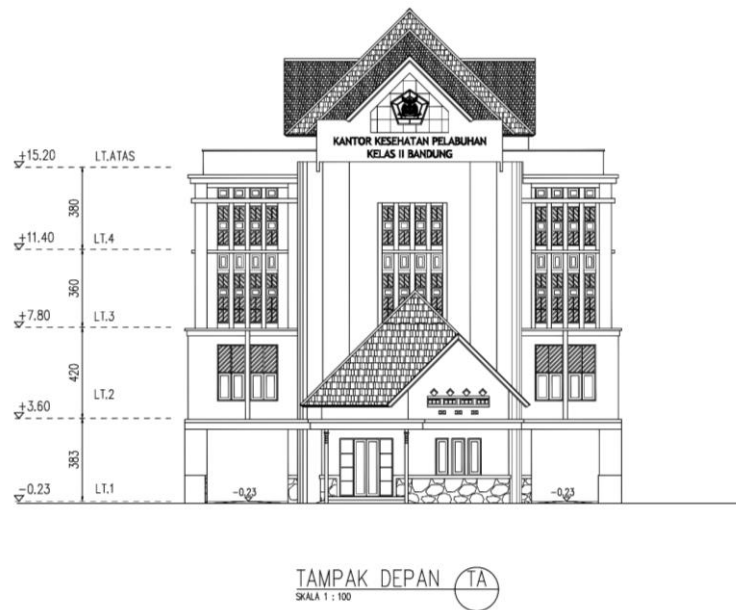 KANTOR KESEHATAN PELABUHAN
KELAS II BANDUNG
+15.20 LT.ATAS
380
+11.40 LT.4
360
+7.80 LT.3
420
LT.2
+3.60
383
-0.23 LT.1
-0.23
-0.23
TAMPAK DEPAN TA
SKALA 1 : 100